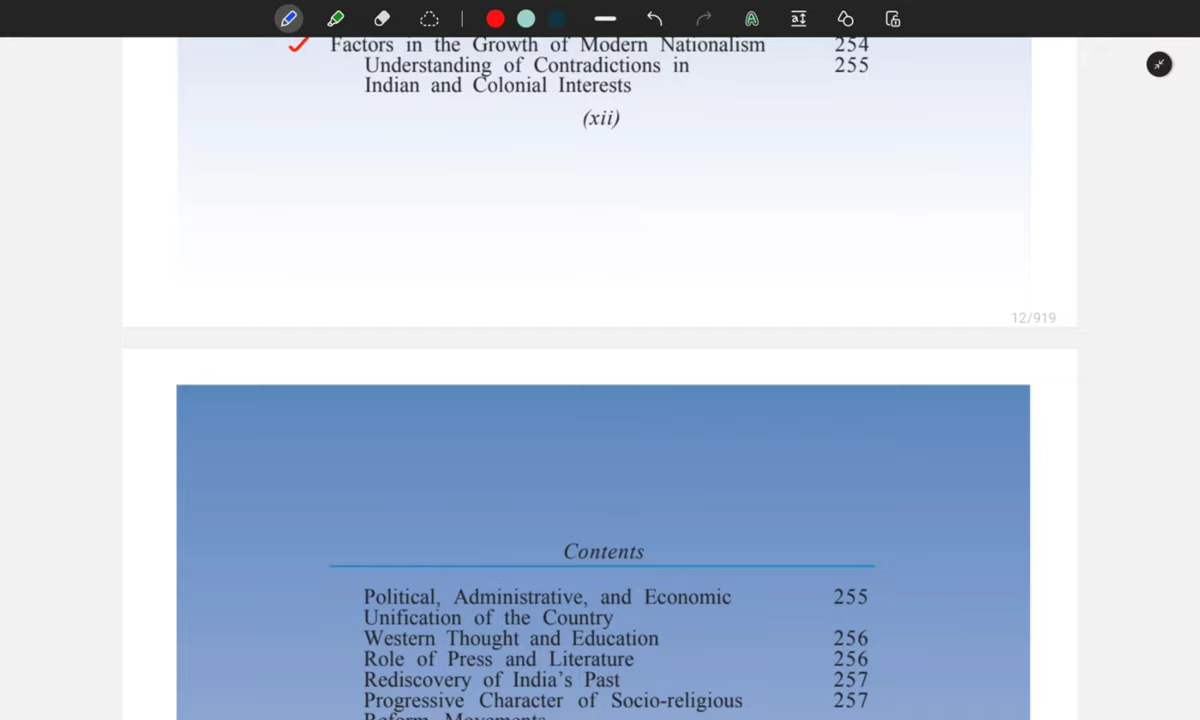 Factors in the Growth of Modern Nationalism 254
Understanding of Contradictions in 255
Indian and Colonial Interests
(xii)
12/919
Contents
Political, Administrative, and Economic 255
Unification of the Country
Western Thought and Education 256
Role of Press and Literature 256
Rediscovery of India's Past 257
Progressive Character of Socio-religious 257
Reform Movements